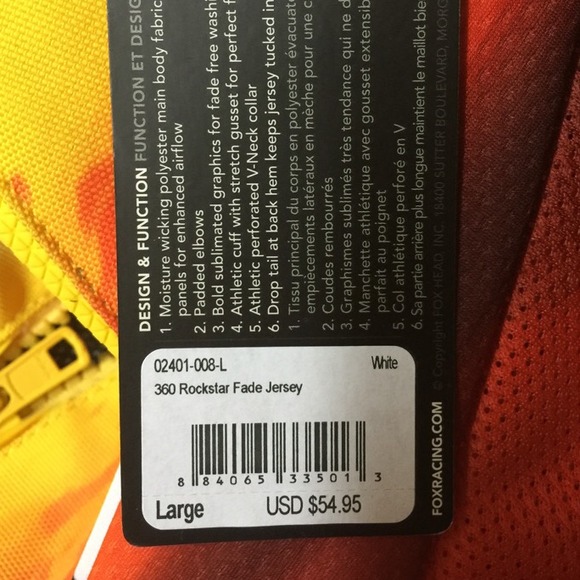 DESIGN & FUNCTION FUNCTION ET DESIG
1. Moisture wicking polyester main body fabric
panels for enhanced airflow
2. Padded elbows
3. Bold sublimated graphics for fade free washi
4. Athletic cuff with stretch gusset for perfect f
5. Athletic perforated V-Neck collar
6. Drop tail at back hem keeps jersey tucked in
1. Tissu principal du corps en polyester évacuate
empiècements latéraux en mèche pour une c
2. Coudes rembourrés
3. Graphismes sublimés très tendance qui ne d
4. Manchette athlétique avec gousset extensib
parfait au poignet
5. Col athlétique perforé en V
6. Sa partie arrière plus longue maintient le maillot bie
© Copyright FOX HEAD, INC. 18400 SUTTER BOULEVARD, MORG
FOXRACING.COM
02401-008-L White
360 Rockstar Fade Jersey
8 84065 33501 3
Large USD $54.95